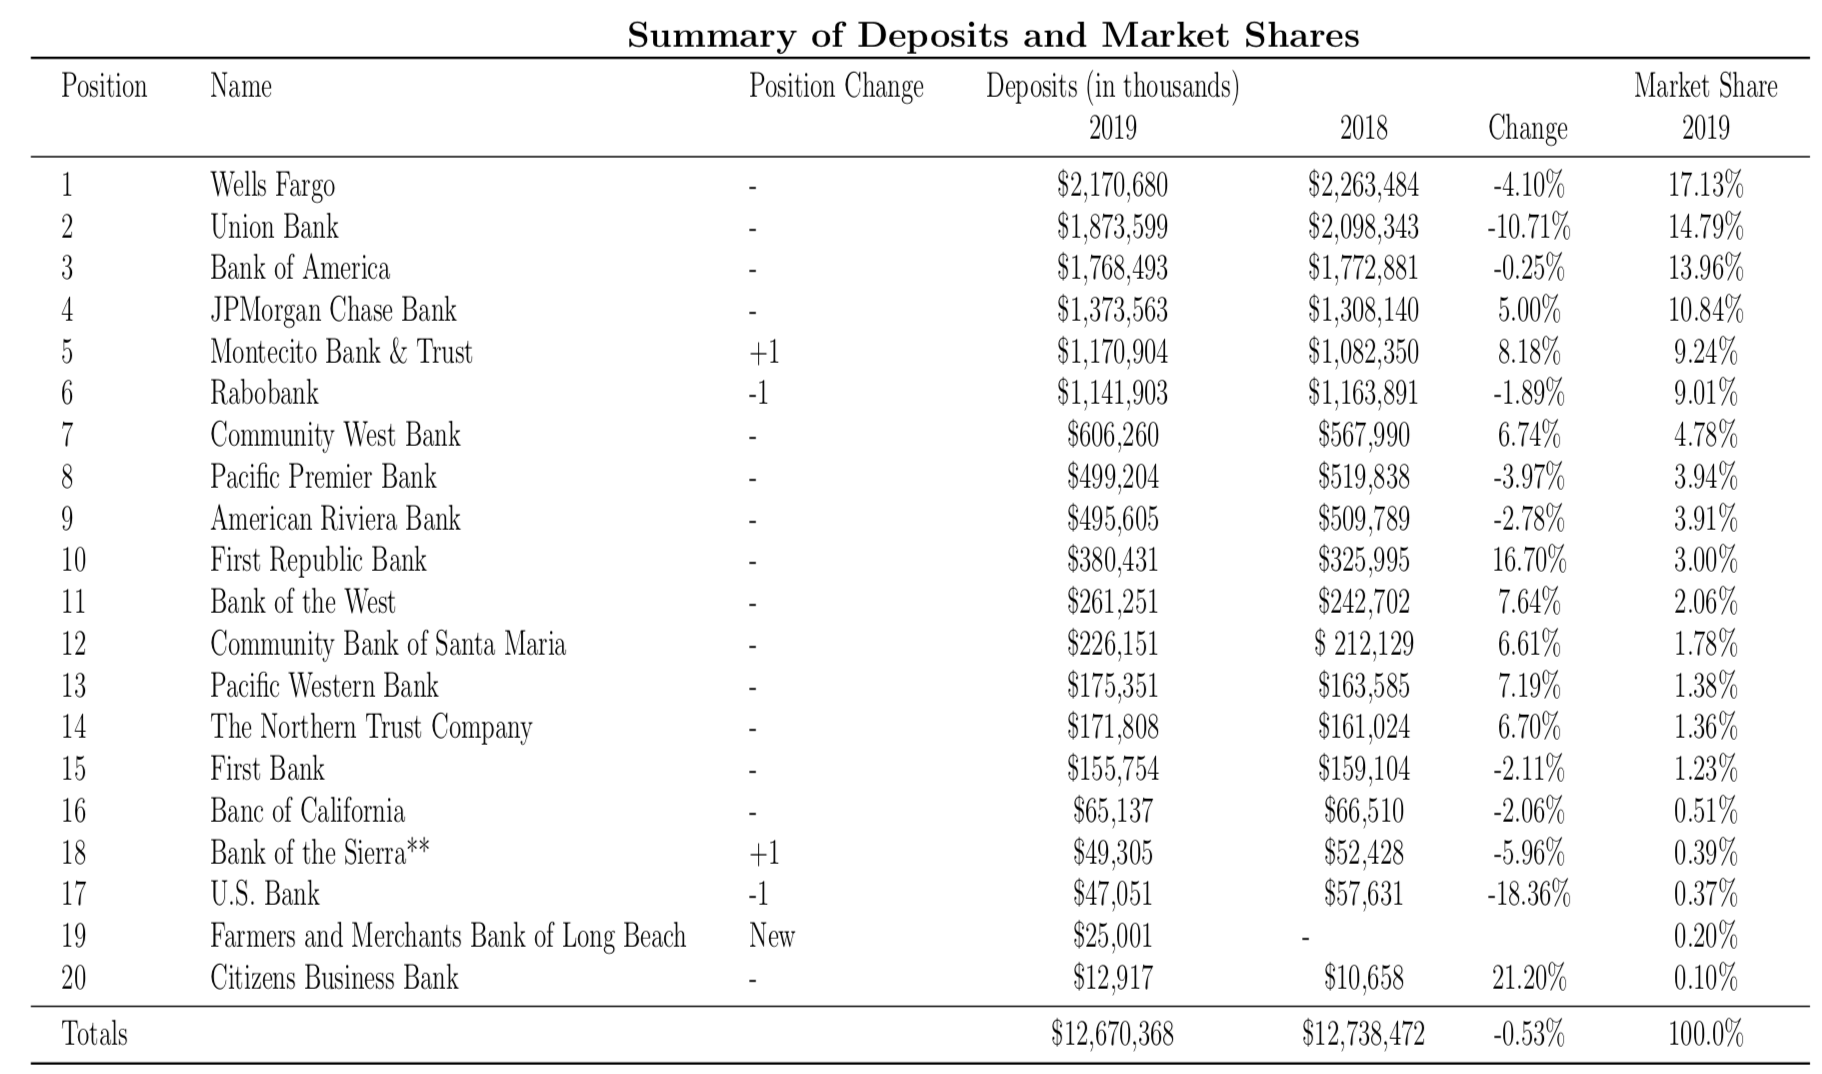 Summary of Deposits and Market Shares
Position Name Position Change Deposits (in thousands) Market Share
2019 2018 Change 2019
1 Wells Fargo - $2,170,680 $2,263,484 -4.10% 17.13%
2 Union Bank - $1,873,599 $2,098,343 -10.71% 14.79%
3 Bank of America - $1,768,493 $1,772,881 -0.25% 13.96%
4 JPMorgan Chase Bank - $1,373,563 $1,308,140 5.00% 10.84%
5 Montecito Bank & Trust +1 $1,170,904 $1,082,350 8.18% 9.24%
6 Rabobank -1 $1,141,903 $1,163,891 -1.89% 9.01%
7 Community West Bank - $606,260 $567,990 6.74% 4.78%
8 Pacific Premier Bank - $499,204 $519,838 -3.97% 3.94%
9 American Riviera Bank - $495,605 $509,789 -2.78% 3.91%
10 First Republic Bank - $380,431 $325,995 16.70% 3.00%
11 Bank of the West - $261,251 $242,702 7.64% 2.06%
12 Community Bank of Santa Maria - $226,151 $ 212,129 6.61% 1.78%
13 Pacific Western Bank - $175,351 $163,585 7.19% 1.38%
14 The Northern Trust Company - $171,808 $161,024 6.70% 1.36%
15 First Bank - $155,754 $159,104 -2.11% 1.23%
16 Banc of California - $65,137 $66,510 -2.06% 0.51%
18 Bank of the Sierra** +1 $49,305 $52,428 -5.96% 0.39%
17 U.S. Bank -1 $47,051 $57,631 -18.36% 0.37%
19 Farmers and Merchants Bank of Long Beach New $25,001 - 0.20%
20 Citizens Business Bank - $12,917 $10,658 21.20% 0.10%
Totals $12,670,368 $12,738,472 -0.53% 100.0%